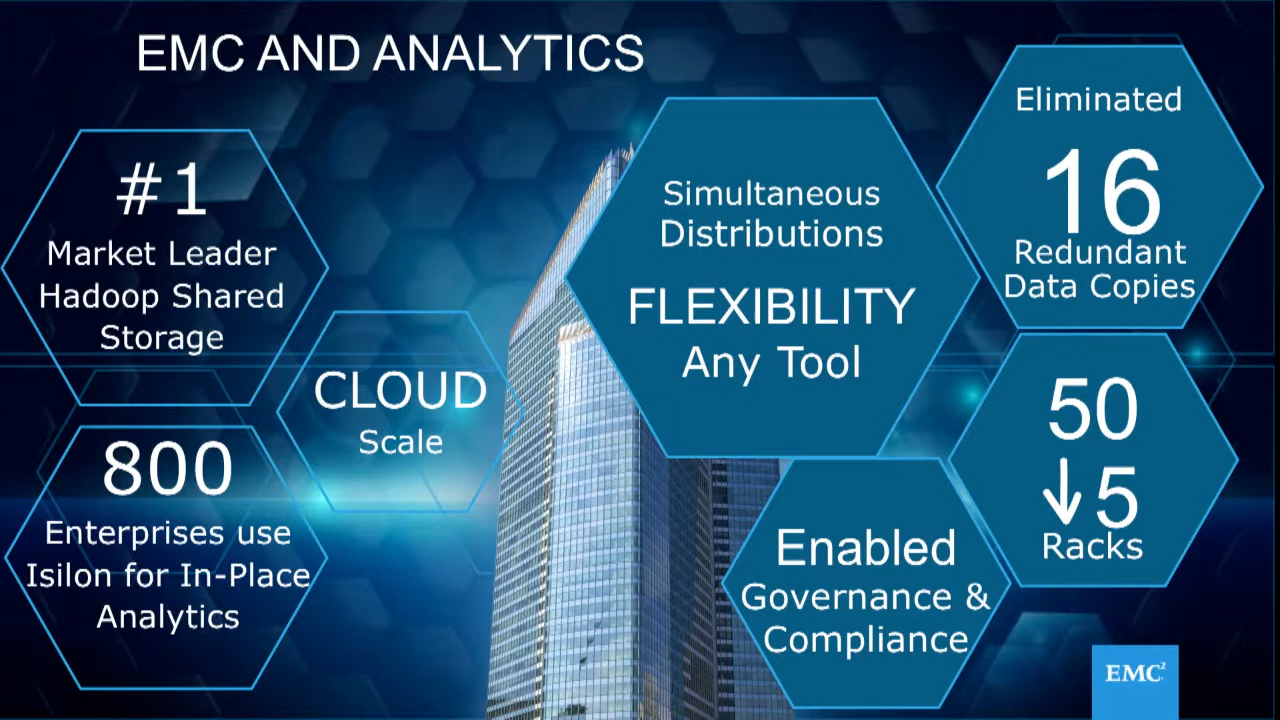 EMC AND ANALYTICS
#1
Market Leader
Hadoop Shared
Storage
CLOUD
Scale
800
Enterprises use
Isilon for In-Place
Analytics
Simultaneous
Distributions
FLEXIBILITY
Any Tool
Eliminated
16
Redundant
Data Copies
50
↓5
Racks
Enabled
Governance &
Compliance
EMC²